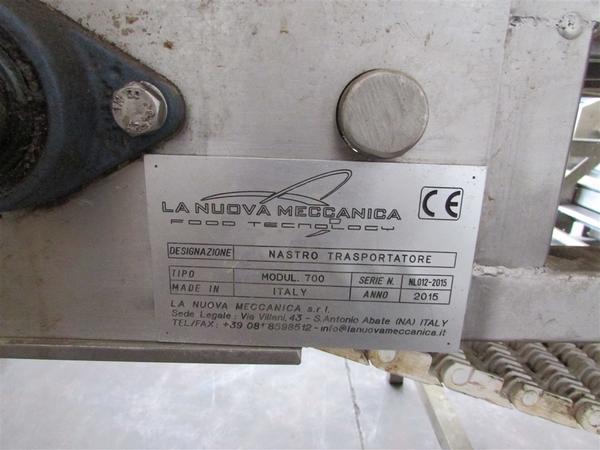 LA NUOVA MECCANICA
FOOD TECNOLOGY
CE
DESIGNAZIONE NASTRO TRASPORTATORE
TIPO MODUL. 700 SERIE N. NL012-2015
MADE IN ITALY ANNO 2015
LA NUOVA MECCANICA s.r.l.
Sede Legale : Via Villani, 43 - S.Antonio Abate (NA) ITALY
TEL/FAX : +39 081 8598512 - info@lanuovameccanica.it